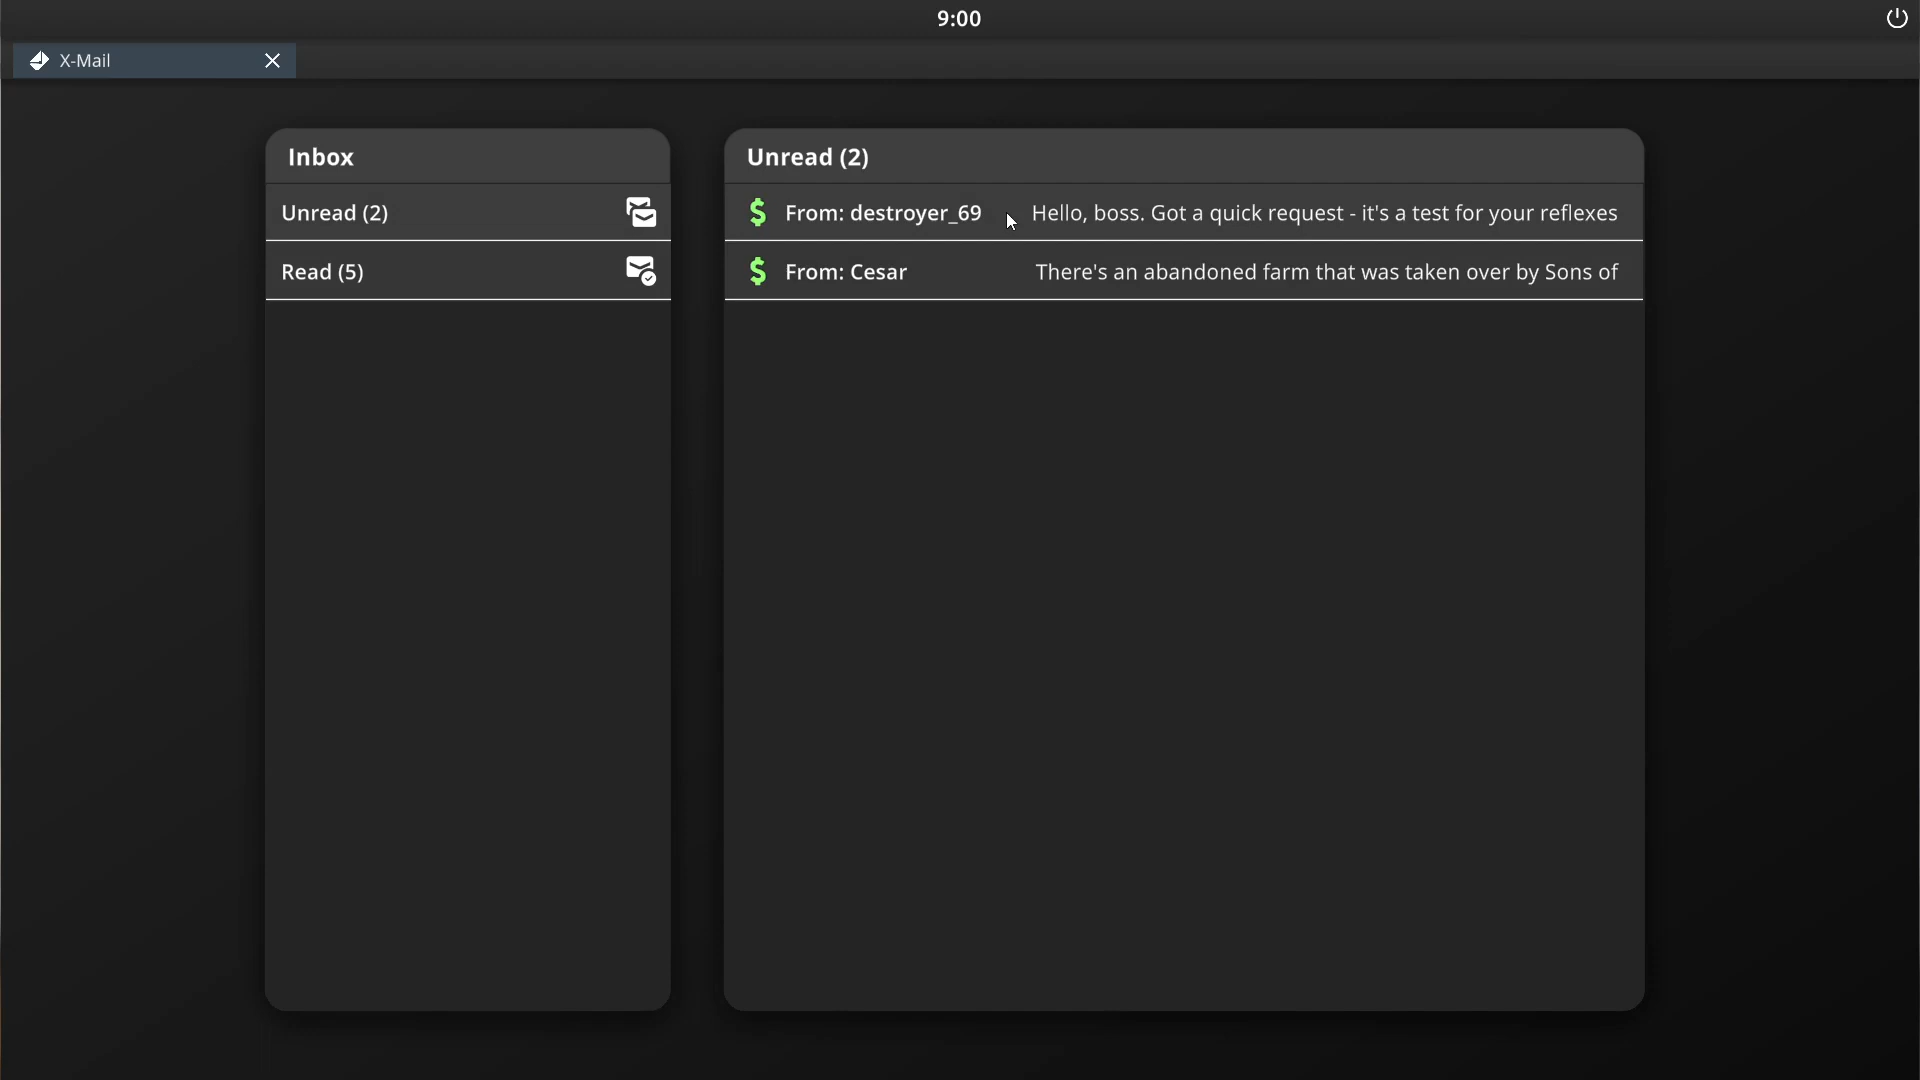 9:00
X-Mail
Inbox
Unread (2)
Read (5)
Unread (2)
From: destroyer_69 Hello, boss. Got a quick request - it's a test for your reflexes
From: Cesar There's an abandoned farm that was taken over by Sons of